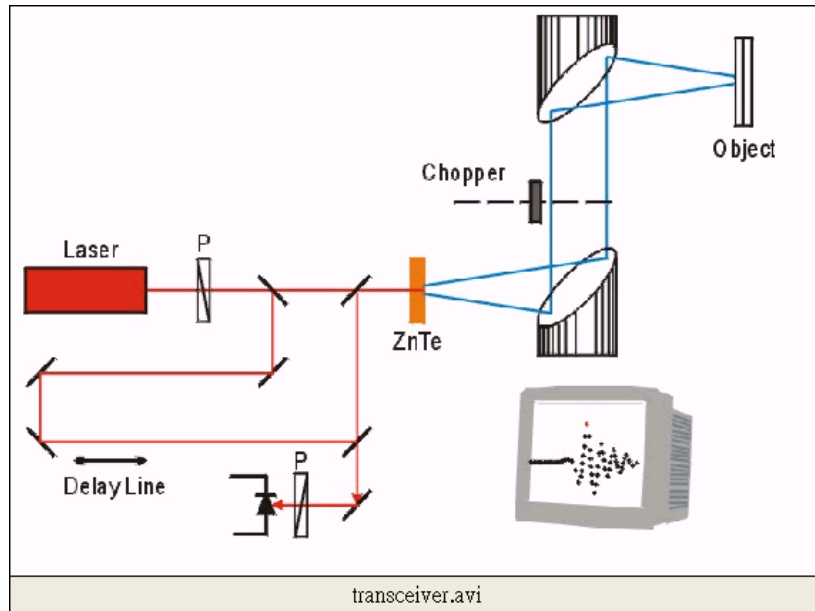 Object
Chopper
Laser
P
ZnTe
Delay Line
P
transceiver.avi